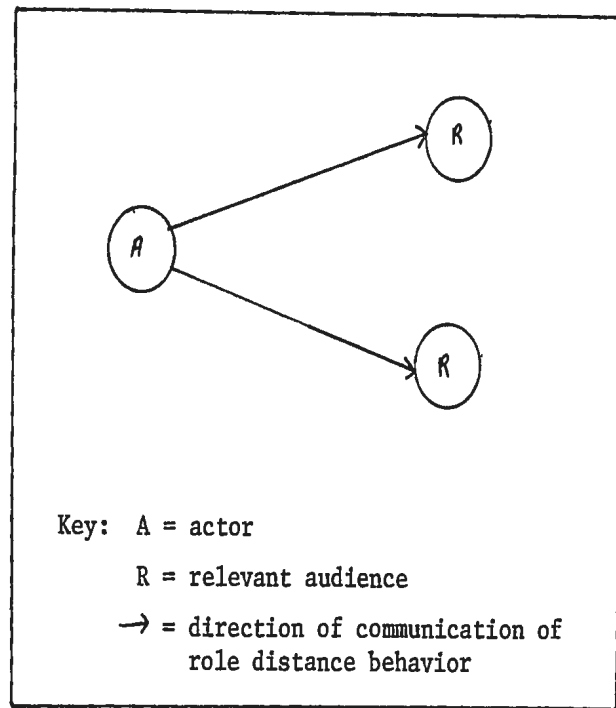 R
A
R
Key: A = actor
R = relevant audience
→ = direction of communication of
role distance behavior